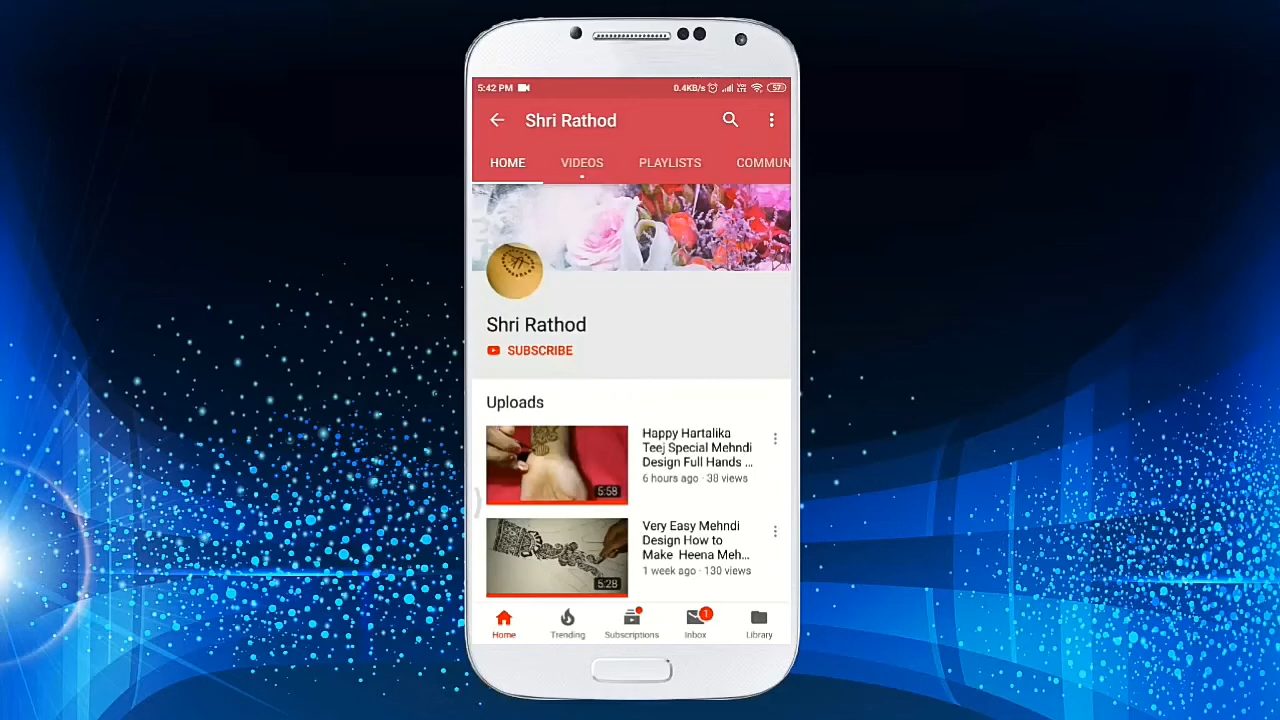 5:42 PM
0.4KB/s
57
Shri Rathod
HOME VIDEOS PLAYLISTS COMMUN
Shri Rathod
SUBSCRIBE
Uploads
Happy Hartalika
Teej Special Mehndi
Design Full Hands ...
6 hours ago · 38 views
5:58
Very Easy Mehndi
Design How to
Make Heena Meh...
1 week ago · 130 views
5:28
1
Home Trending Subscriptions Inbox Library